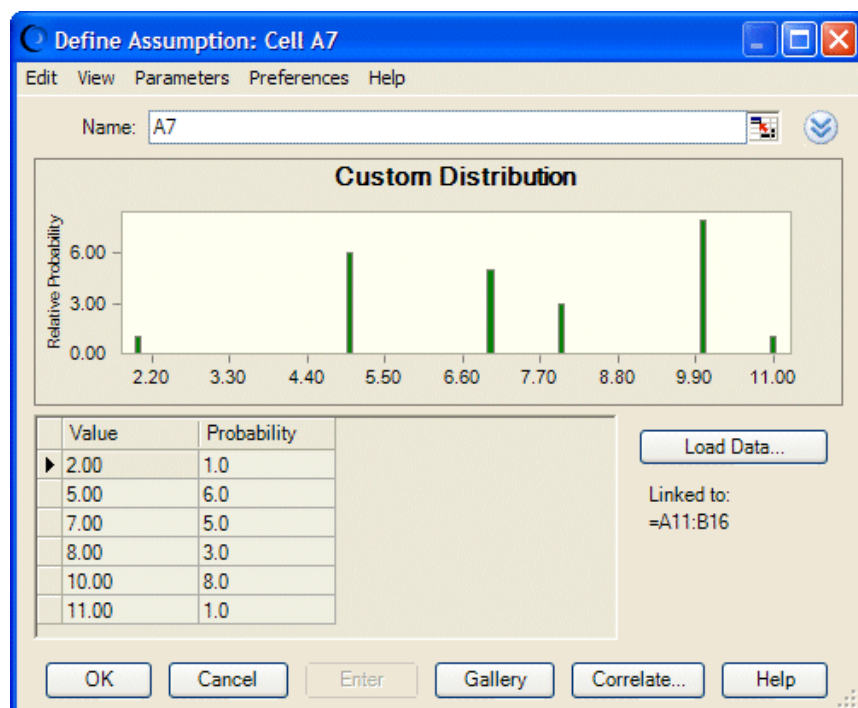 Define Assumption: Cell A7
Edit View Parameters Preferences Help
Name: A7
Custom Distribution
Relative Probability
6.00
3.00
0.00
2.20 3.30 4.40 5.50 6.60 7.70 8.80 9.90 11.00
Value Probability
2.00 1.0
5.00 6.0
7.00 5.0
8.00 3.0
10.00 8.0
11.00 1.0
Load Data...
Linked to:
=A11:B16
OK Cancel Enter Gallery Correlate... Help